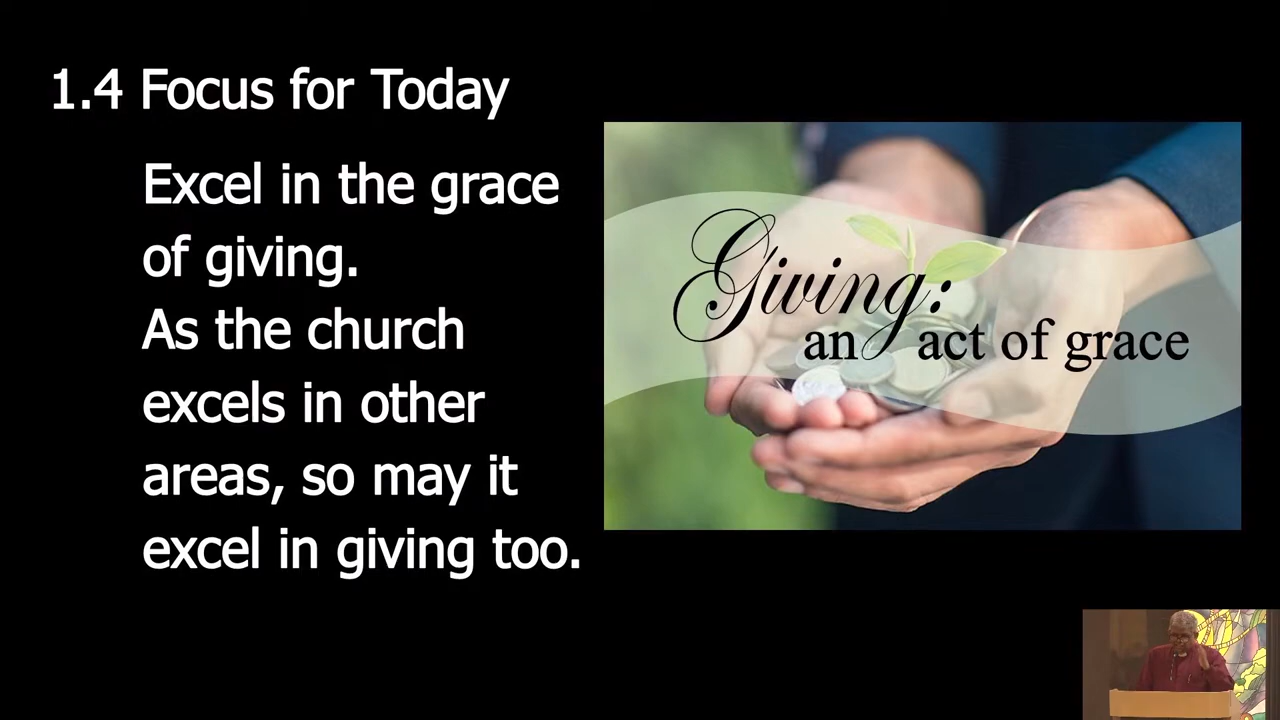 1.4 Focus for Today
Excel in the grace
of giving.
As the church
excels in other
areas, so may it
excel in giving too.
Giving:
an act of grace